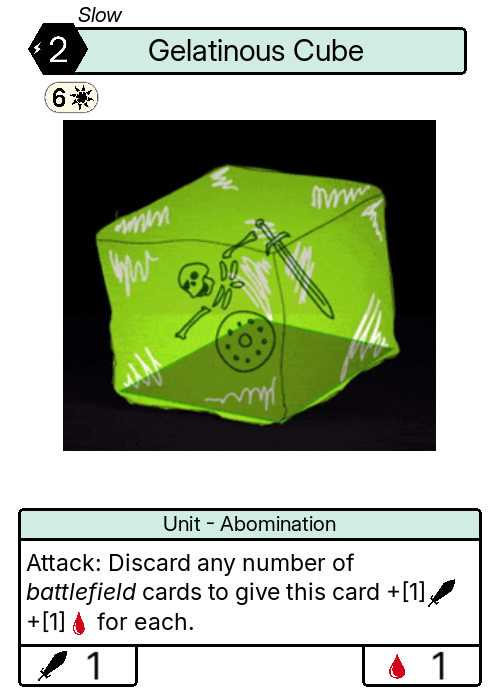 Slow
2
Gelatinous Cube
6
Unit - Abomination
Attack: Discard any number of
battlefield cards to give this card +[1]
+[1] for each.
1
1